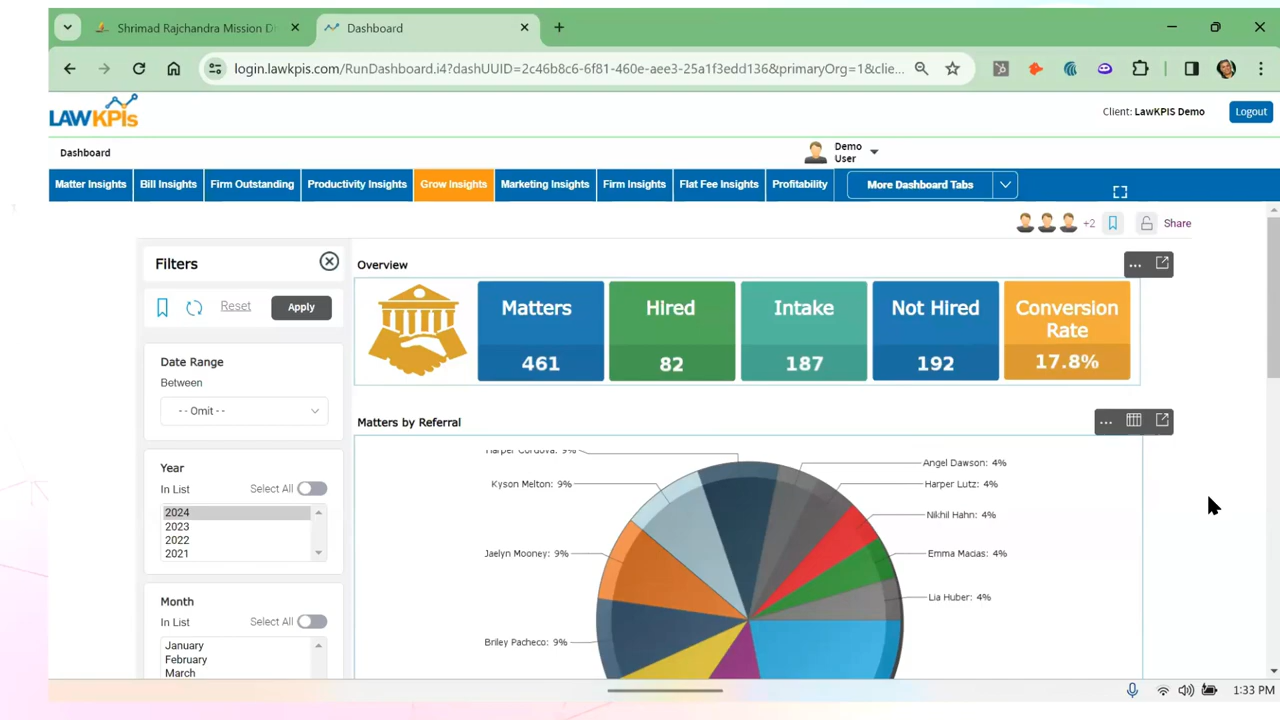 Shrimad Rajchandra Mission D
Dashboard
login.lawkpis.com/RunDashboard.i4?dashUUID=2c46b8c6-6f81-460e-aee3-25a1f3edd136&primaryOrg=1&clie...
LAWKPIs
Client: LawKPIS Demo
Logout
Dashboard
Demo
User
Matter Insights
Bill Insights
Firm Outstanding
Productivity Insights
Grow Insights
Marketing Insights
Firm Insights
Flat Fee Insights
Profitability
More Dashboard Tabs
+2
Share
Filters
Reset
Apply
Date Range
Between
- - Omit - -
Year
In List
Select All
2024
2023
2022
2021
Month
In List
Select All
January
February
March
Overview
...
Matters
461
Hired
82
Intake
187
Not Hired
192
Conversion
Rate
17.8%
Matters by Referral
...
Harper Cordova: 9%
Kyson Melton: 9%
Jaelyn Mooney: 9%
Briley Pacheco: 9%
Angel Dawson: 4%
Harper Lutz: 4%
Nikhil Hahn: 4%
Emma Macias: 4%
Lia Huber: 4%
1:33 PM